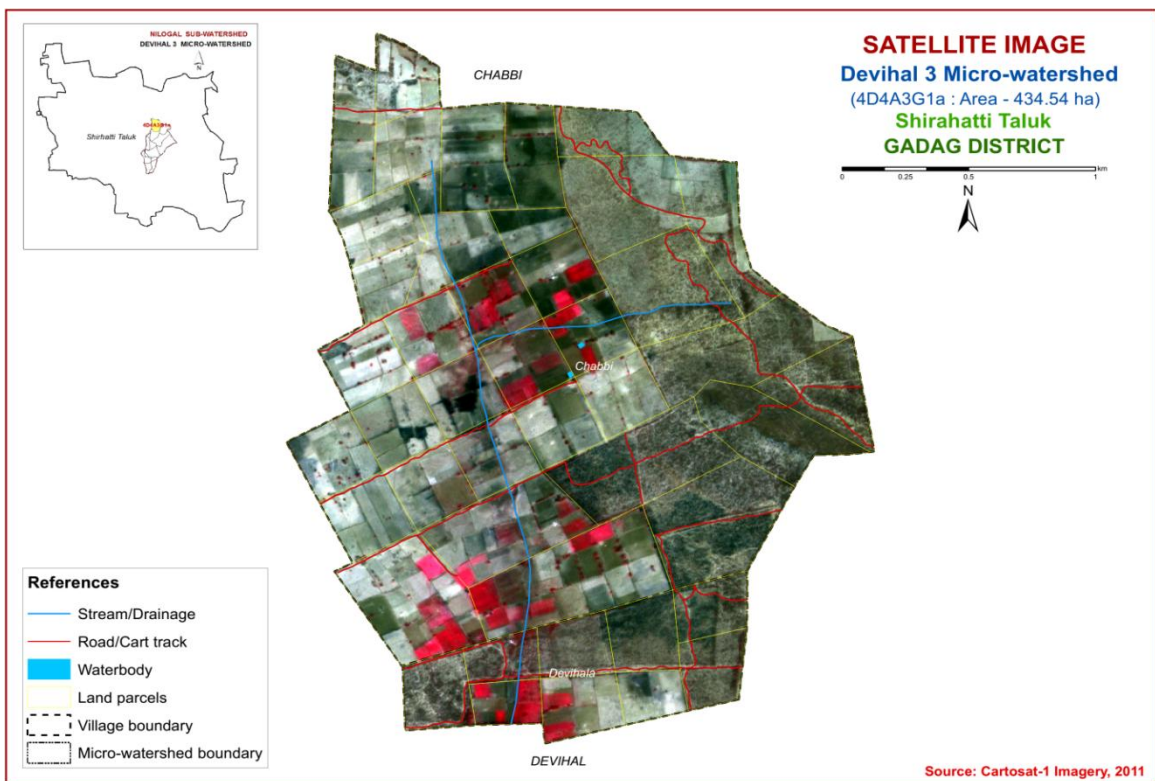 NILOGAL SUB-WATERSHED
DEVIHAL 3 MICRO-WATERSHED
N
4D4A3G1a
Shirhatti Taluk
CHABBI
SATELLITE IMAGE
Devihal 3 Micro-watershed
(4D4A3G1a : Area - 434.54 ha)
Shirahatti Taluk
GADAG DISTRICT
0 0.25 0.5 1 km
N
Chabbi
Devihala
DEVIHAL
References
Stream/Drainage
Road/Cart track
Waterbody
Land parcels
Village boundary
Micro-watershed boundary
Source: Cartosat-1 Imagery, 2011